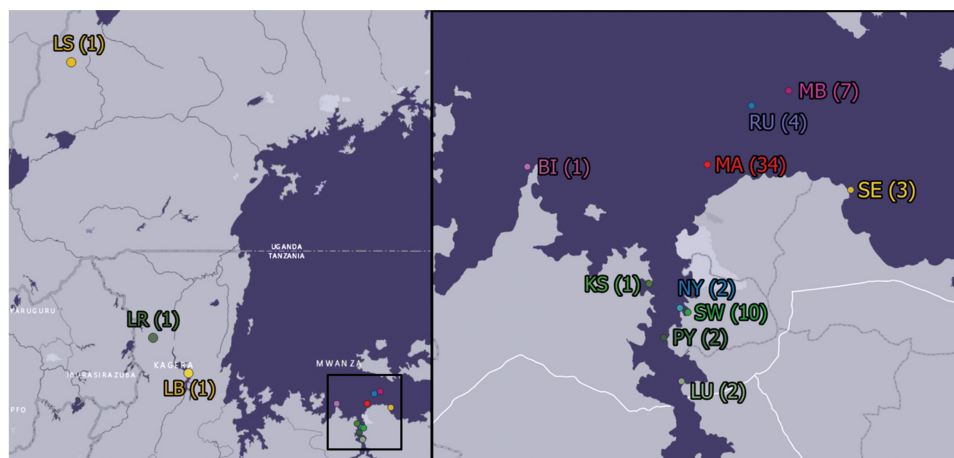 LS (1)
UGANDA
TANZANIA
LR (1)
KAGERA
LB (1)
MWANZA
MB (7)
RU (4)
BI (1)
MA (34)
SE (3)
KS (1)
NY (2)
SW (10)
PY (2)
LU (2)